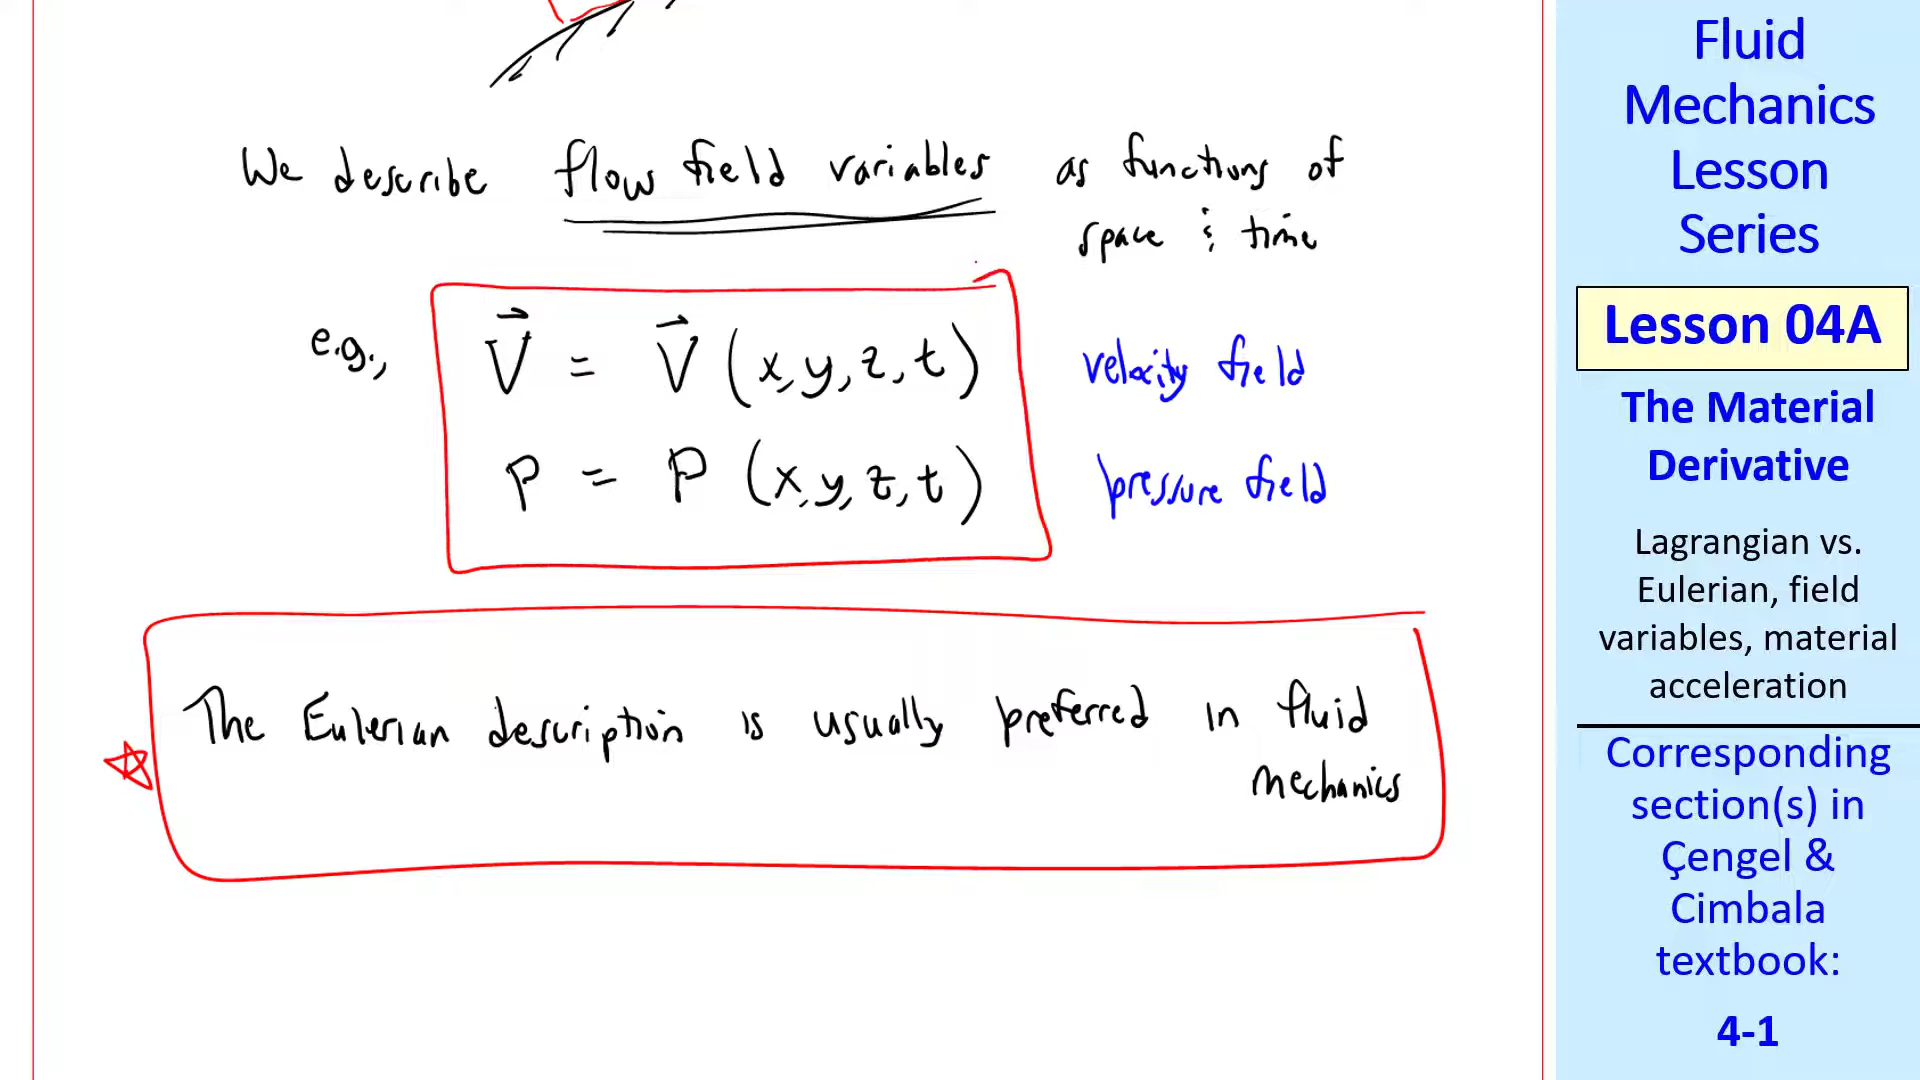 We describe flow field variables as functions of
space & time
e.g.,
V⃗ = V⃗ (x,y,z,t) velocity field
P = P (x,y,z,t) pressure field
The Eulerian description is usually preferred in fluid
mechanics
Fluid
Mechanics
Lesson
Series
Lesson 04A
The Material
Derivative
Lagrangian vs.
Eulerian, field
variables, material
acceleration
Corresponding
section(s) in
Çengel &
Cimbala
textbook:
4-1